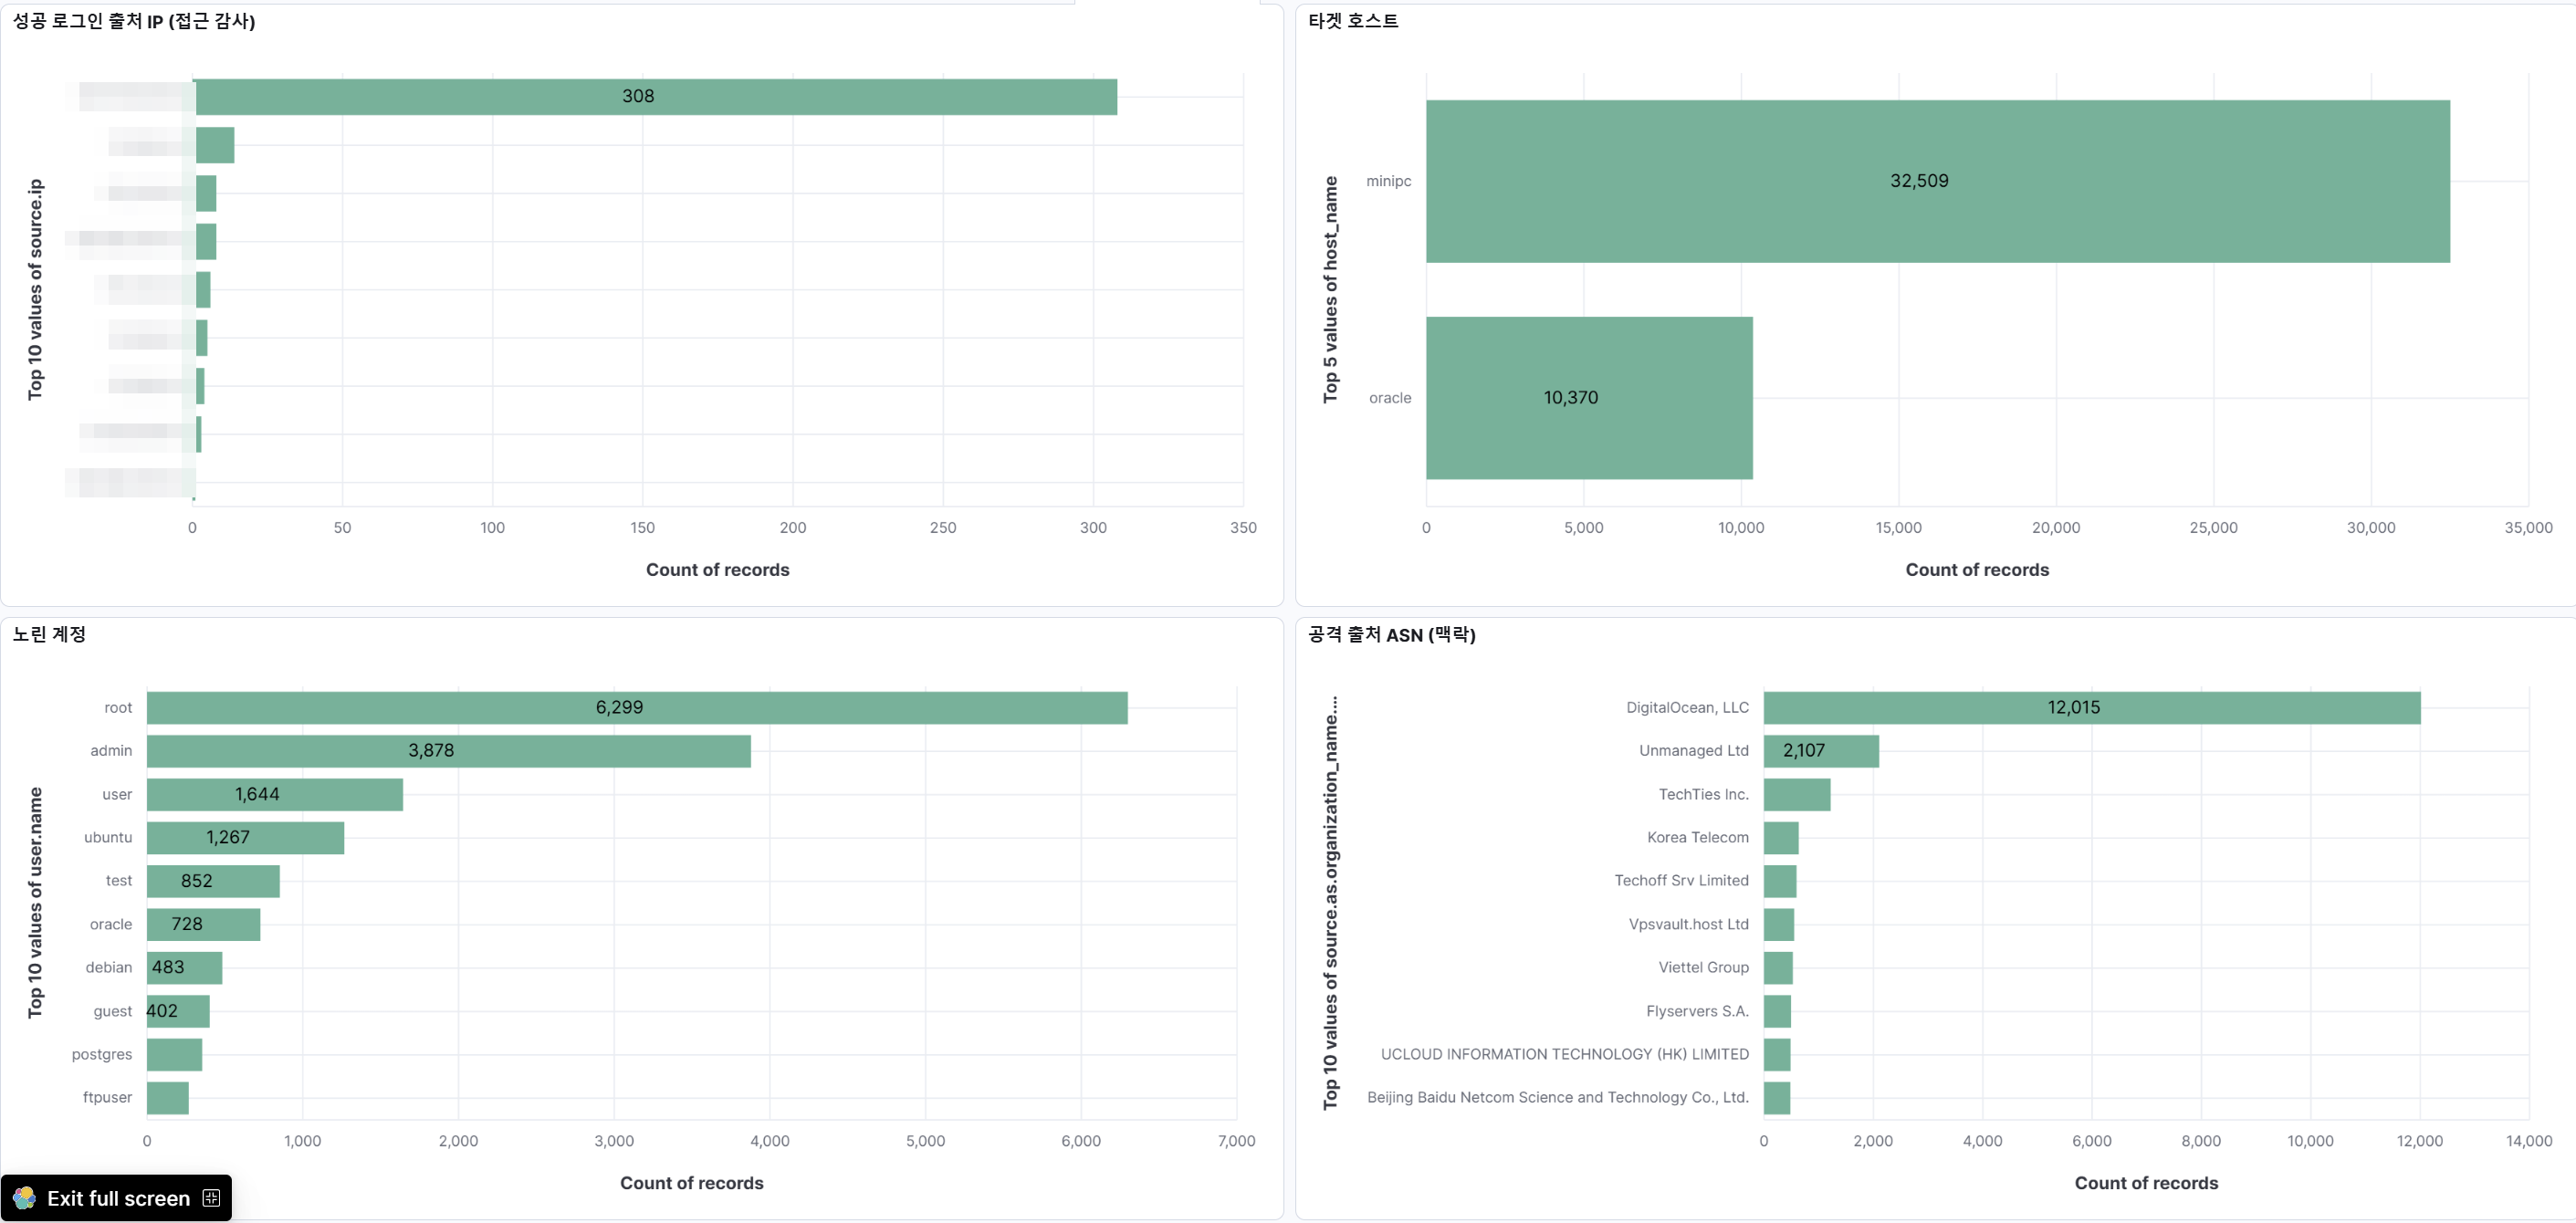 성공 로그인 출처 IP (접근 감사)
Top 10 values of source.ip
308
0 50 100 150 200 250 300 350
Count of records
타겟 호스트
Top 5 values of host_name
minipc 32,509
oracle 10,370
0 5,000 10,000 15,000 20,000 25,000 30,000 35,000
Count of records
노린 계정
Top 10 values of user.name
root 6,299
admin 3,878
user 1,644
ubuntu 1,267
test 852
oracle 728
debian 483
guest 402
postgres
ftpuser
0 1,000 2,000 3,000 4,000 5,000 6,000 7,000
Count of records
공격 출처 ASN (맥락)
Top 10 values of source.as.organization_name....
DigitalOcean, LLC 12,015
Unmanaged Ltd 2,107
TechTies Inc.
Korea Telecom
Techoff Srv Limited
Vpsvault.host Ltd
Viettel Group
Flyservers S.A.
UCLOUD INFORMATION TECHNOLOGY (HK) LIMITED
Beijing Baidu Netcom Science and Technology Co., Ltd.
0 2,000 4,000 6,000 8,000 10,000 12,000 14,000
Count of records
Exit full screen